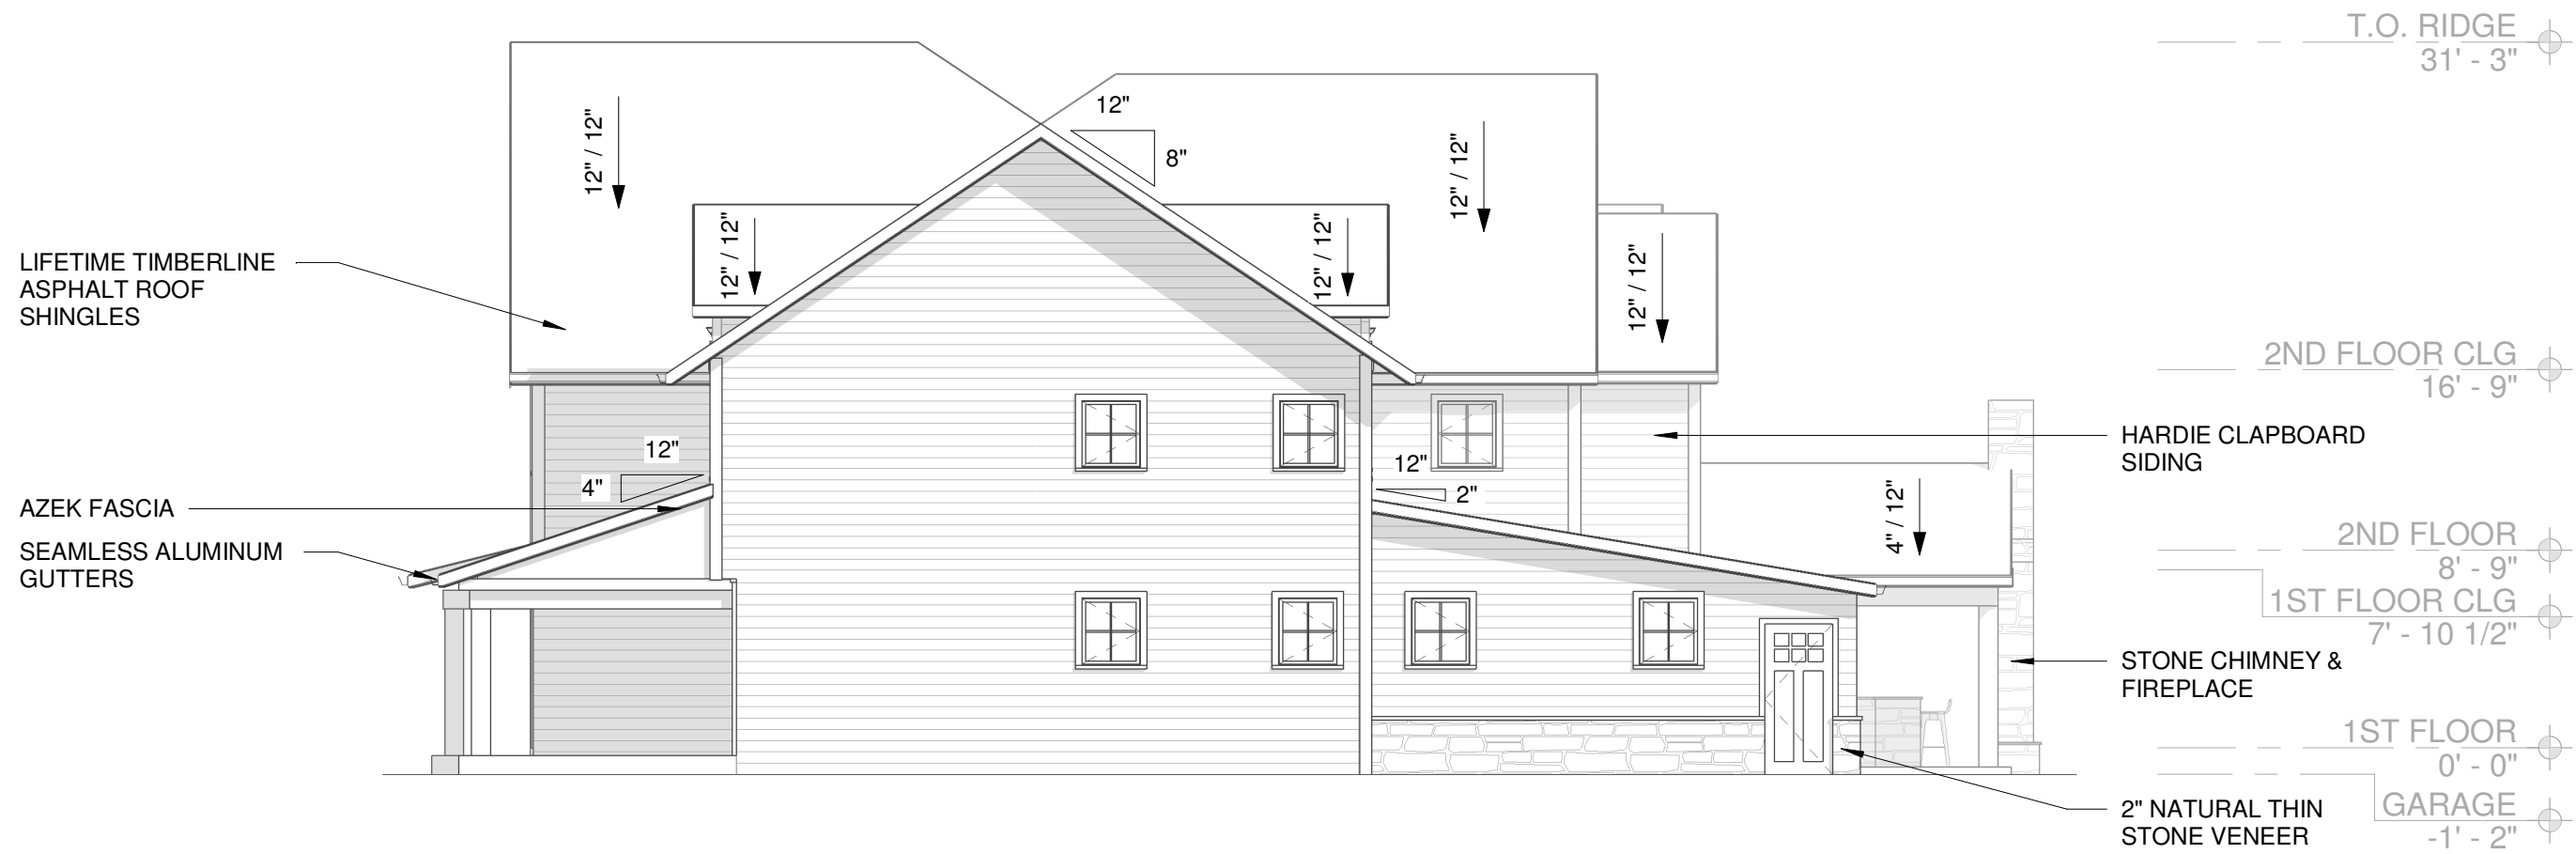 T.O. RIDGE
31' - 3"
12"
8"
12" / 12"
12" / 12"
12" / 12"
12" / 12"
12" / 12"
LIFETIME TIMBERLINE
ASPHALT ROOF
SHINGLES
2ND FLOOR CLG
16' - 9"
HARDIE CLAPBOARD
SIDING
12"
4"
12"
2"
4" / 12"
AZEK FASCIA
SEAMLESS ALUMINUM
GUTTERS
2ND FLOOR
8' - 9"
1ST FLOOR CLG
7' - 10 1/2"
STONE CHIMNEY &
FIREPLACE
1ST FLOOR
0' - 0"
2" NATURAL THIN
STONE VENEER
GARAGE
-1' - 2"